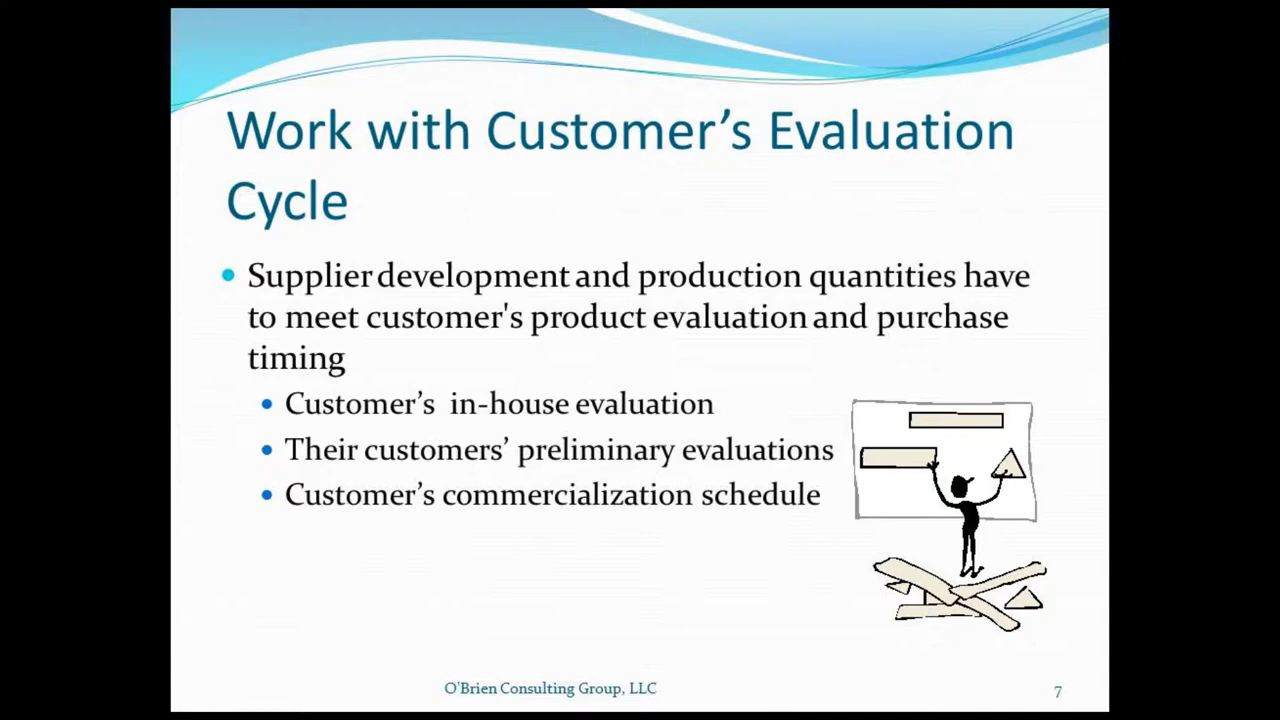 Work with Customer’s Evaluation
Cycle
Supplier development and production quantities have
to meet customer's product evaluation and purchase
timing
Customer’s in-house evaluation
Their customers’ preliminary evaluations
Customer’s commercialization schedule
O'Brien Consulting Group, LLC
7